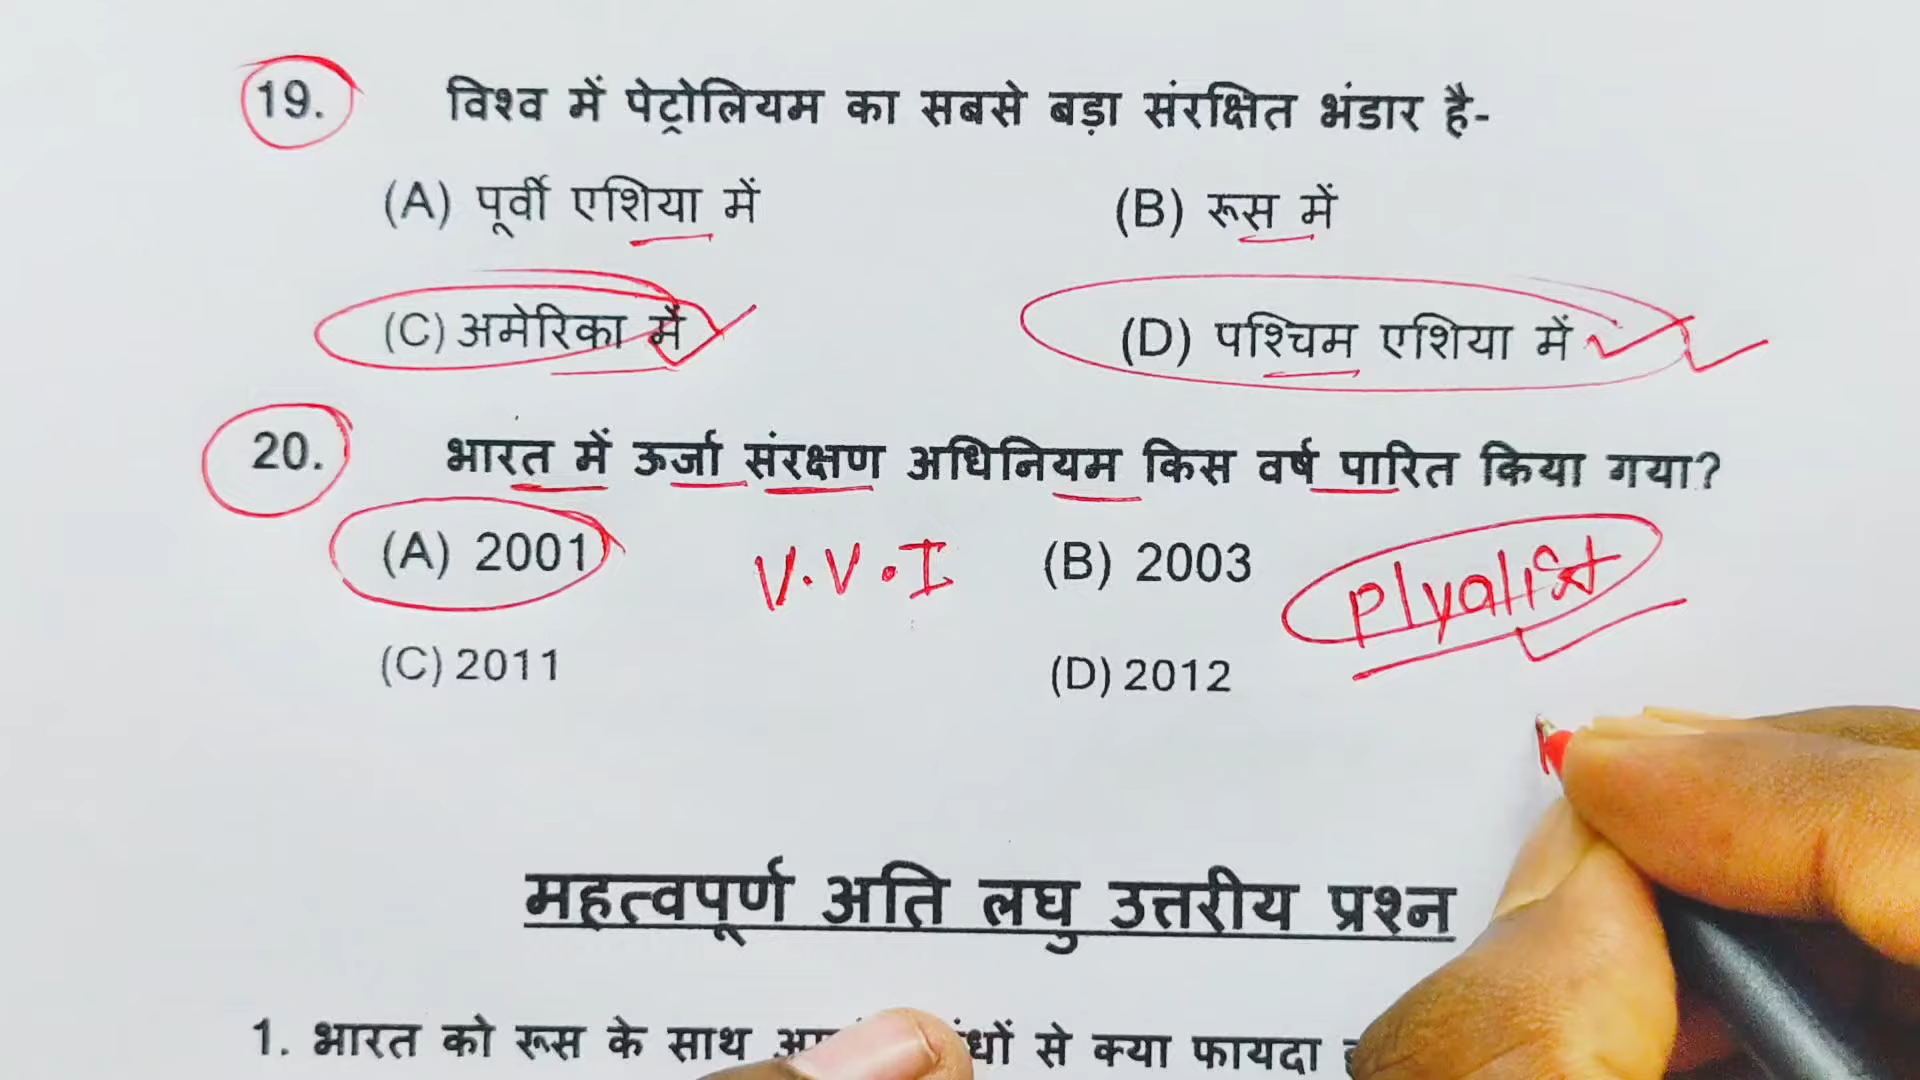 19. विश्व में पेट्रोलियम का सबसे बड़ा संरक्षित भंडार है-
(A) पूर्वी एशिया में (B) रूस में
(C) अमेरिका में (D) पश्चिम एशिया में
20. भारत में ऊर्जा संरक्षण अधिनियम किस वर्ष पारित किया गया?
(A) 2001 V.V.I (B) 2003 plyalist
(C) 2011 (D) 2012
महत्वपूर्ण अति लघु उत्तरीय प्रश्न
1. भारत को रूस के साथ से क्या फायदा